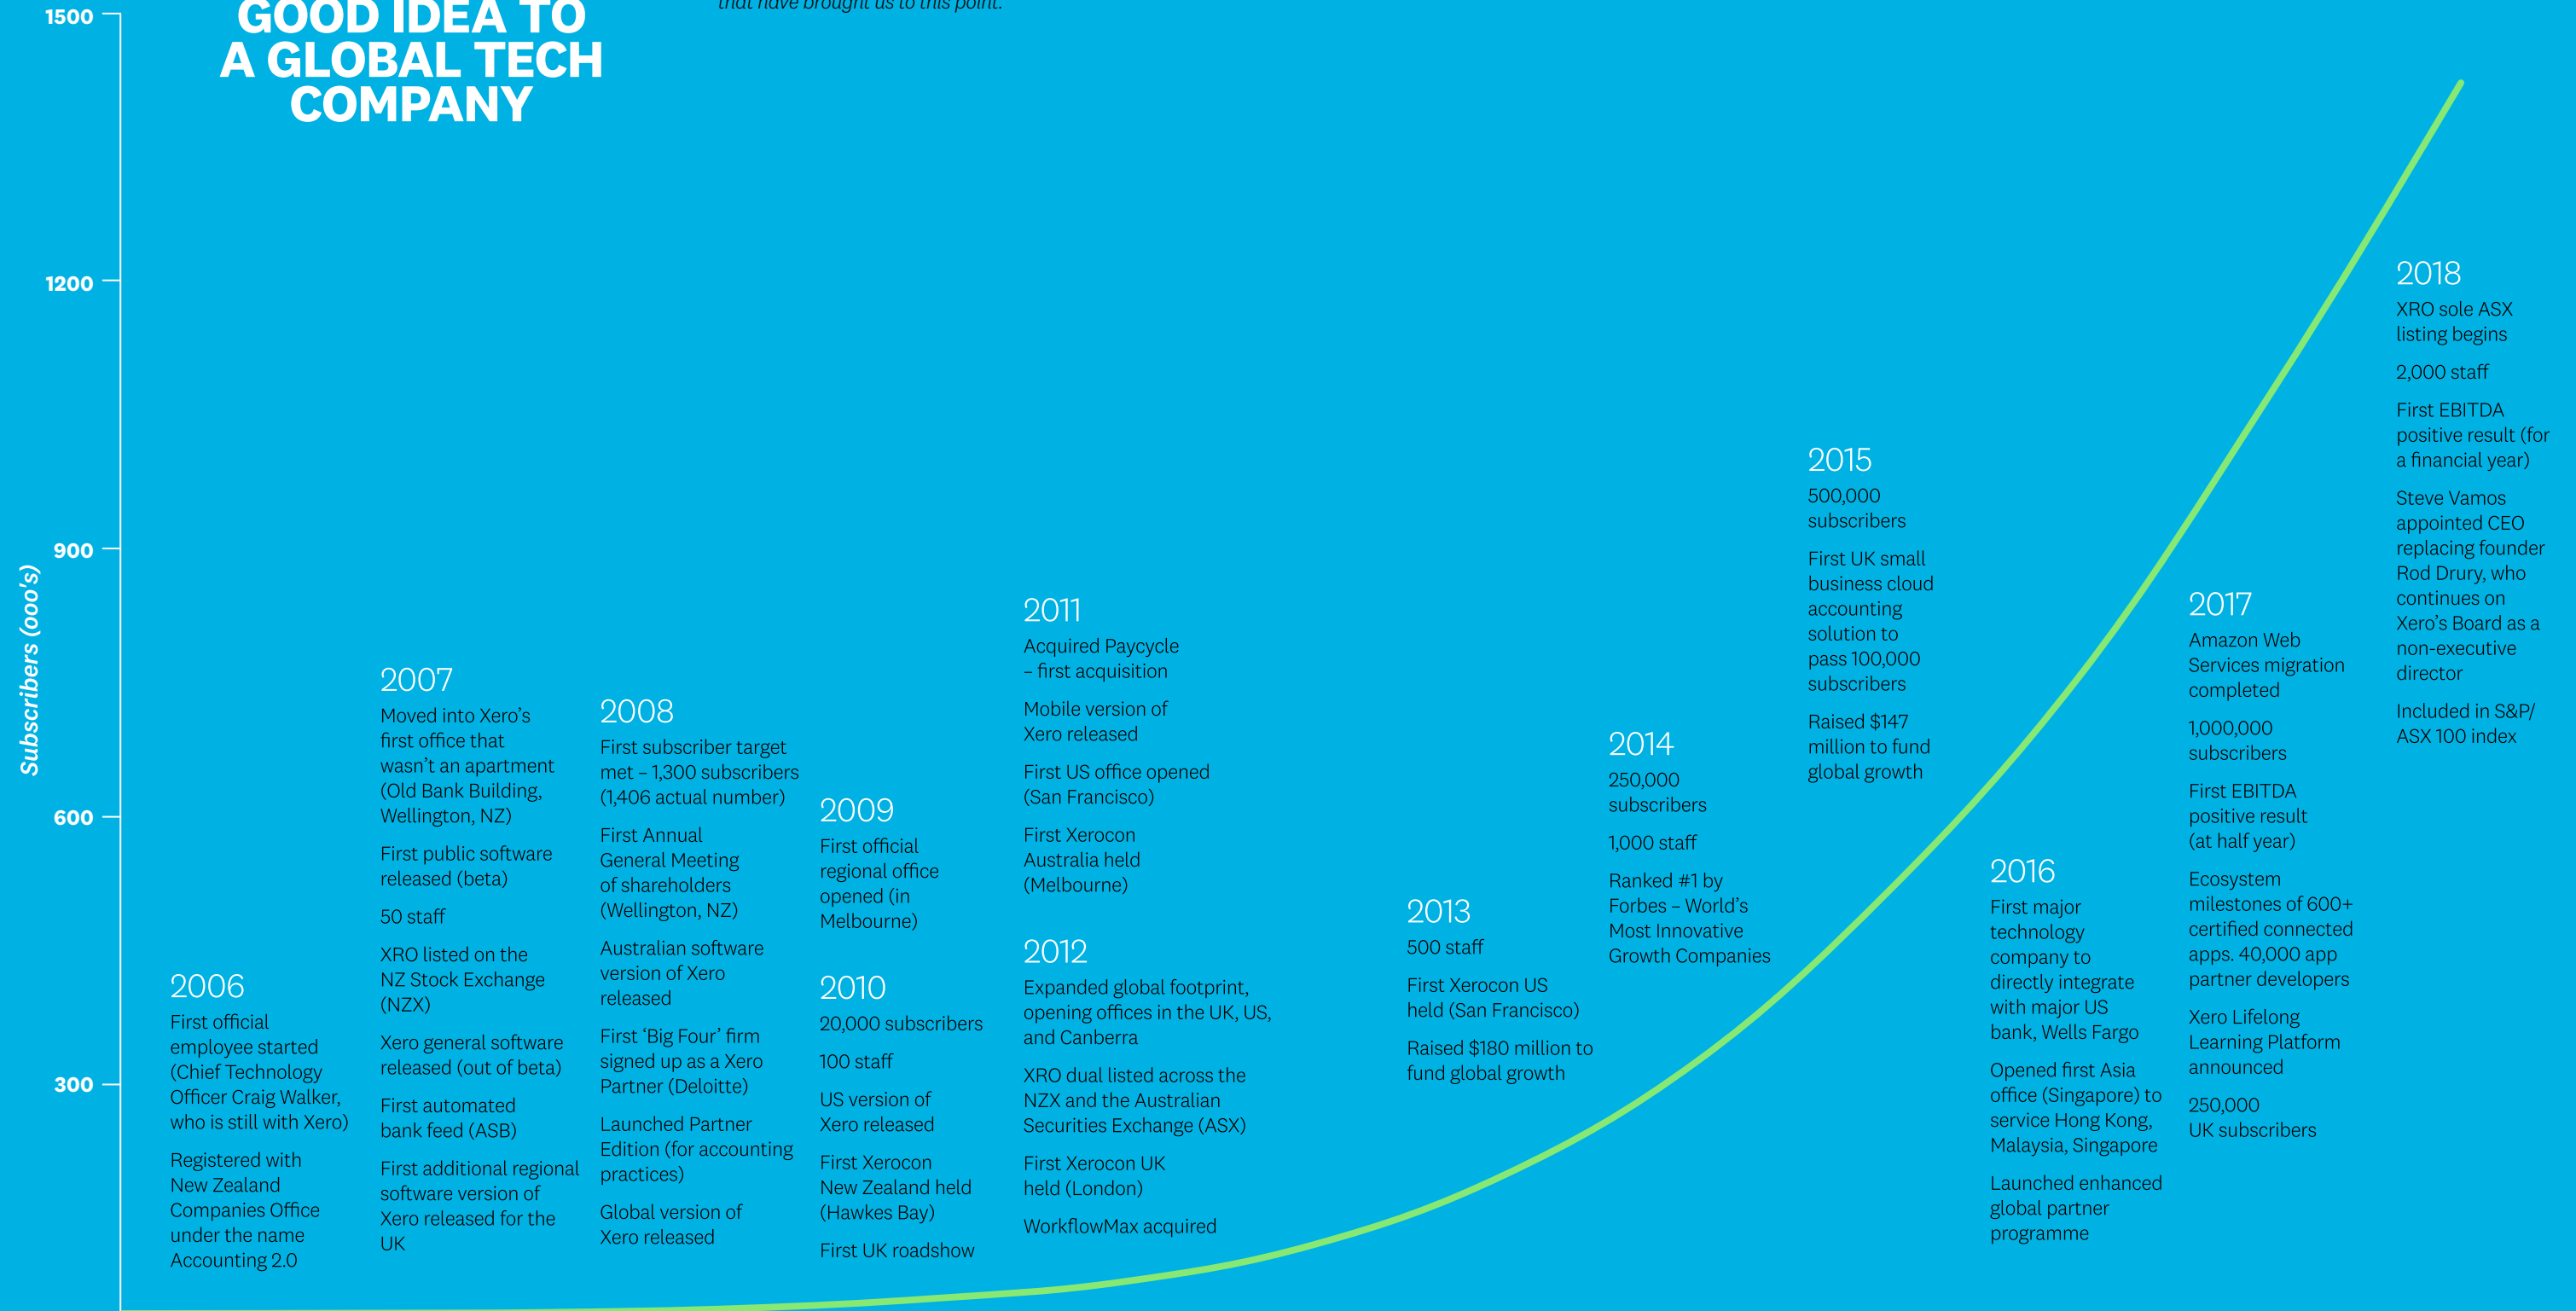 GOOD IDEA TO
A GLOBAL TECH
COMPANY
that have brought us to this point.
1500
1200
900
600
300
Subscribers (000's)
2006
First official
employee started
(Chief Technology
Officer Craig Walker,
who is still with Xero)
Registered with
New Zealand
Companies Office
under the name
Accounting 2.0
2007
Moved into Xero’s
first office that
wasn’t an apartment
(Old Bank Building,
Wellington, NZ)
First public software
released (beta)
50 staff
XRO listed on the
NZ Stock Exchange
(NZX)
Xero general software
released (out of beta)
First automated
bank feed (ASB)
First additional regional
software version of
Xero released for the
UK
2008
First subscriber target
met – 1,300 subscribers
(1,406 actual number)
First Annual
General Meeting
of shareholders
(Wellington, NZ)
Australian software
version of Xero
released
First ‘Big Four’ firm
signed up as a Xero
Partner (Deloitte)
Launched Partner
Edition (for accounting
practices)
Global version of
Xero released
2009
First official
regional office
opened (in
Melbourne)
2010
20,000 subscribers
100 staff
US version of
Xero released
First Xerocon
New Zealand held
(Hawkes Bay)
First UK roadshow
2011
Acquired Paycycle
– first acquisition
Mobile version of
Xero released
First US office opened
(San Francisco)
First Xerocon
Australia held
(Melbourne)
2012
Expanded global footprint,
opening offices in the UK, US,
and Canberra
XRO dual listed across the
NZX and the Australian
Securities Exchange (ASX)
First Xerocon UK
held (London)
WorkflowMax acquired
2013
500 staff
First Xerocon US
held (San Francisco)
Raised $180 million to
fund global growth
2014
250,000
subscribers
1,000 staff
Ranked #1 by
Forbes – World’s
Most Innovative
Growth Companies
2015
500,000
subscribers
First UK small
business cloud
accounting
solution to
pass 100,000
subscribers
Raised $147
million to fund
global growth
2016
First major
technology
company to
directly integrate
with major US
bank, Wells Fargo
Opened first Asia
office (Singapore) to
service Hong Kong,
Malaysia, Singapore
Launched enhanced
global partner
programme
2017
Amazon Web
Services migration
completed
1,000,000
subscribers
First EBITDA
positive result
(at half year)
Ecosystem
milestones of 600+
certified connected
apps. 40,000 app
partner developers
Xero Lifelong
Learning Platform
announced
250,000
UK subscribers
2018
XRO sole ASX
listing begins
2,000 staff
First EBITDA
positive result (for
a financial year)
Steve Vamos
appointed CEO
replacing founder
Rod Drury, who
continues on
Xero’s Board as a
non-executive
director
Included in S&P/
ASX 100 index